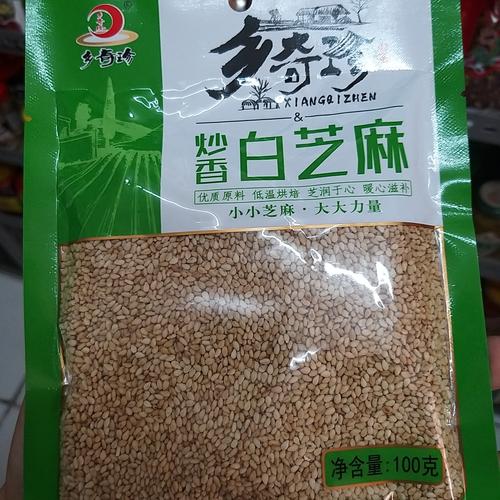 乡奇珍
乡奇珍
XIANGQIZHEN
&
炒香白芝麻
优质原料 低温烘焙 芝润于心 暖心滋补
小小芝麻·大大力量
净含量:100克